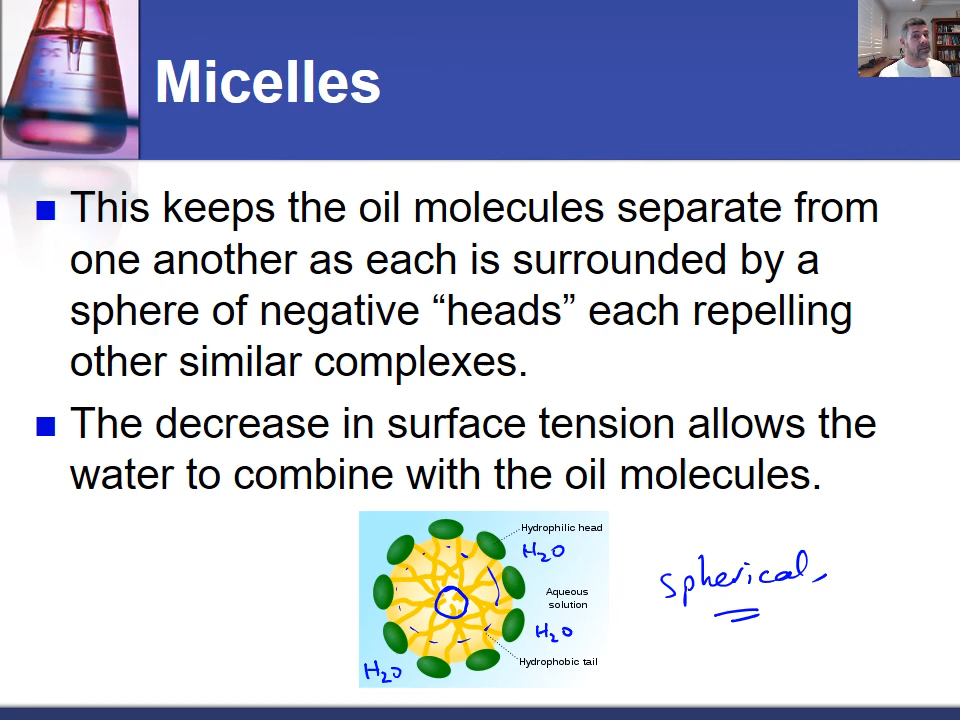 Micelles
This keeps the oil molecules separate from
one another as each is surrounded by a
sphere of negative “heads” each repelling
other similar complexes.
The decrease in surface tension allows the
water to combine with the oil molecules.
Hydrophilic head
H₂O
Aqueous
solution
H₂O
Hydrophobic tail
H₂O
spherical,